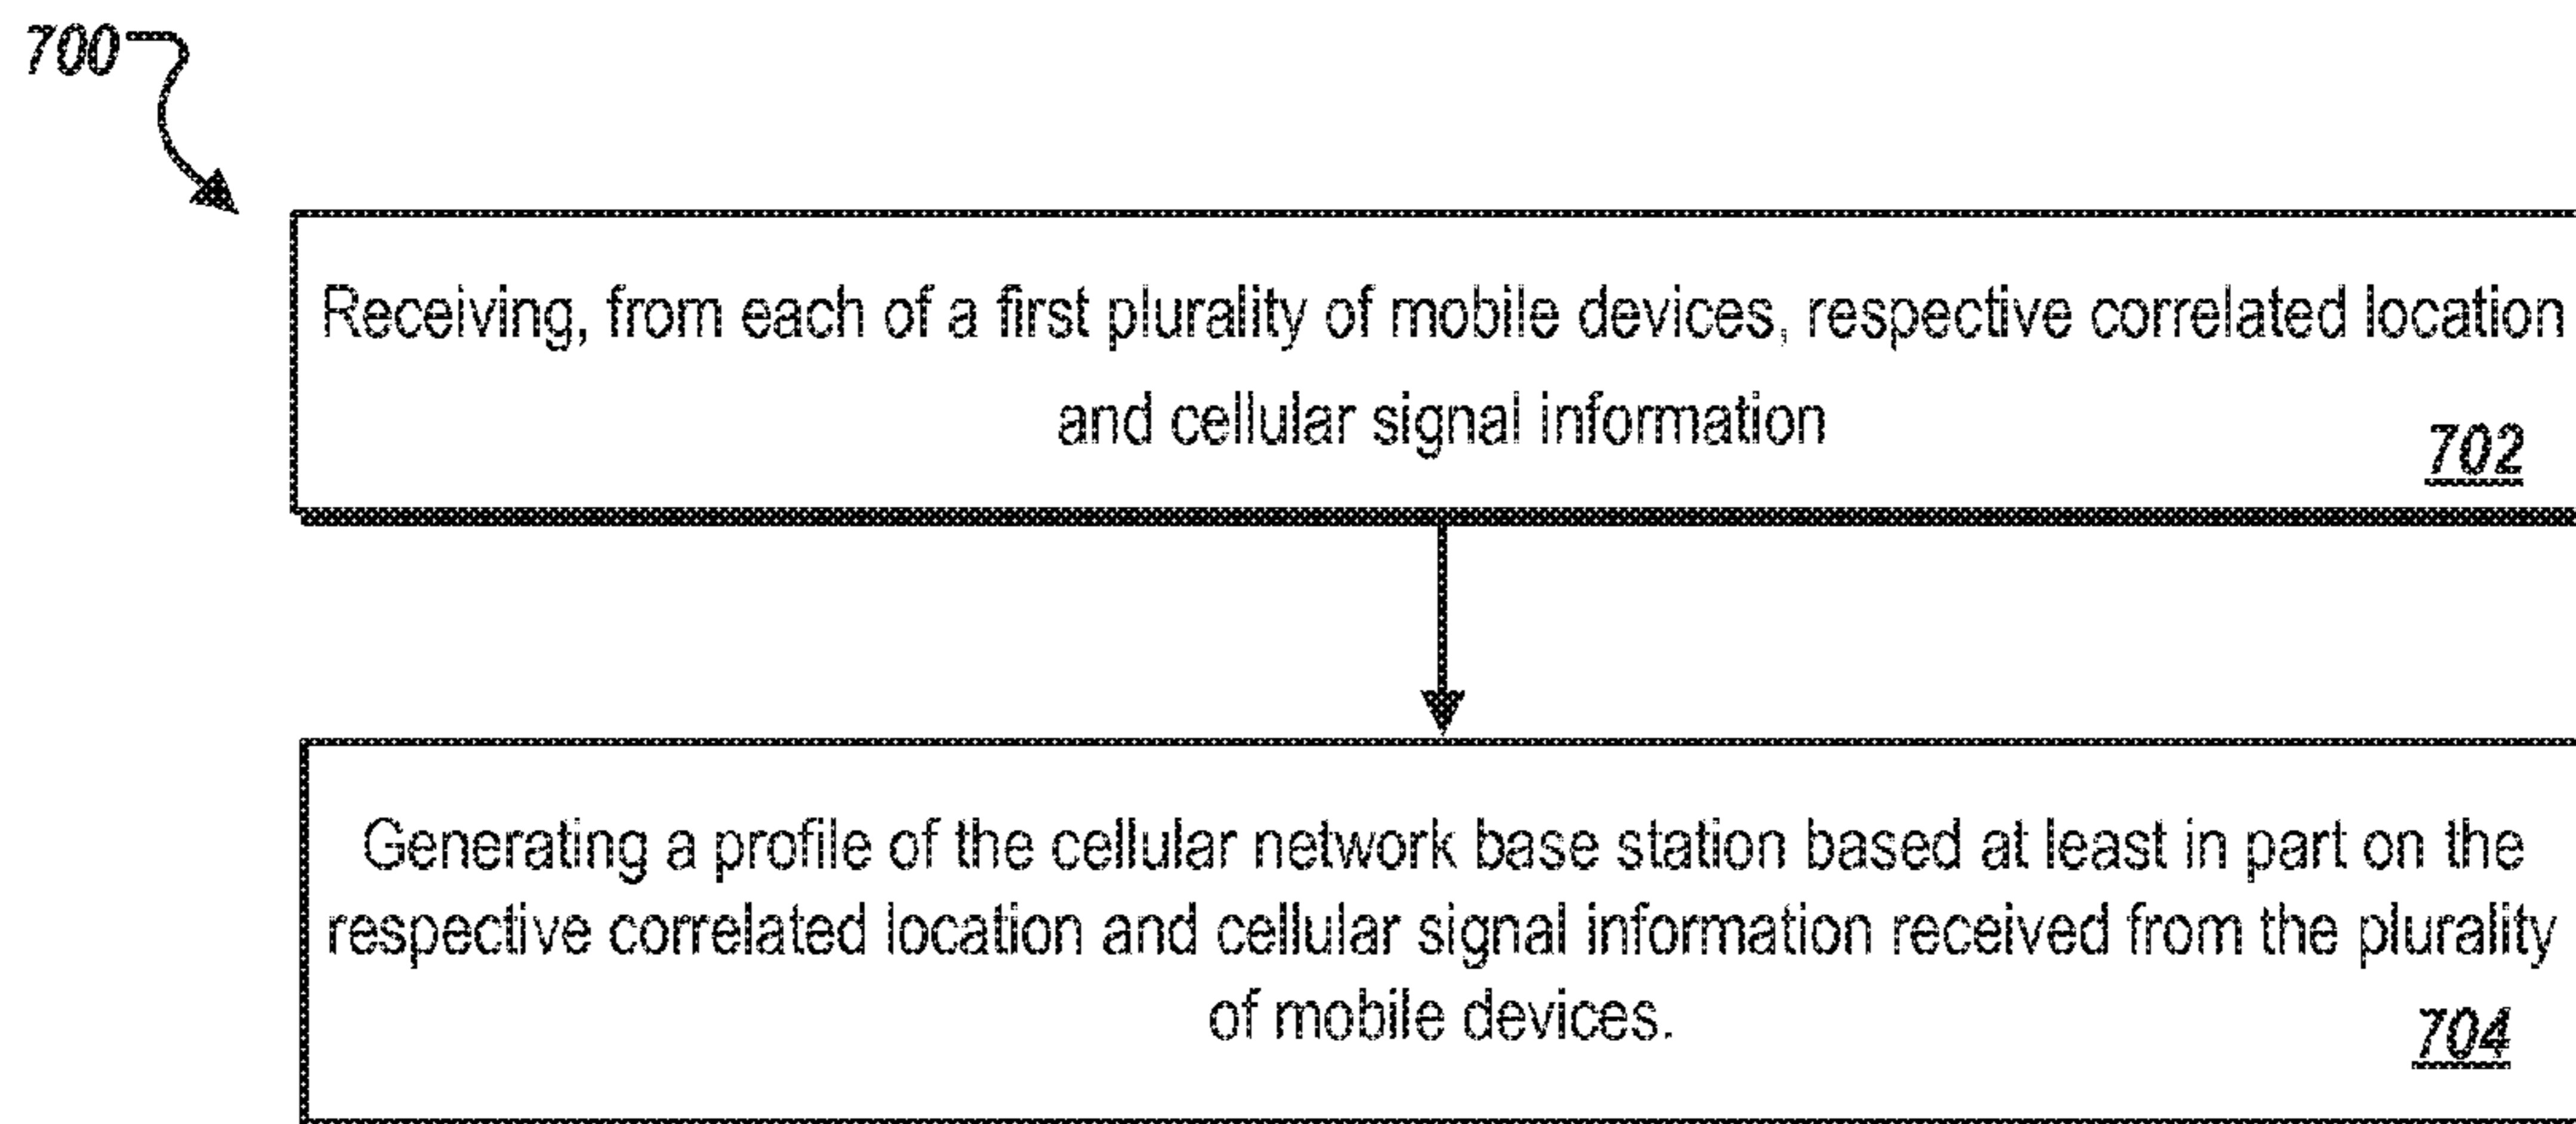 700
Receiving, from each of a first plurality of mobile devices, respective correlated location
and cellular signal information
702
Generating a profile of the cellular network base station based at least in part on the
respective correlated location and cellular signal information received from the plurality
of mobile devices.
704